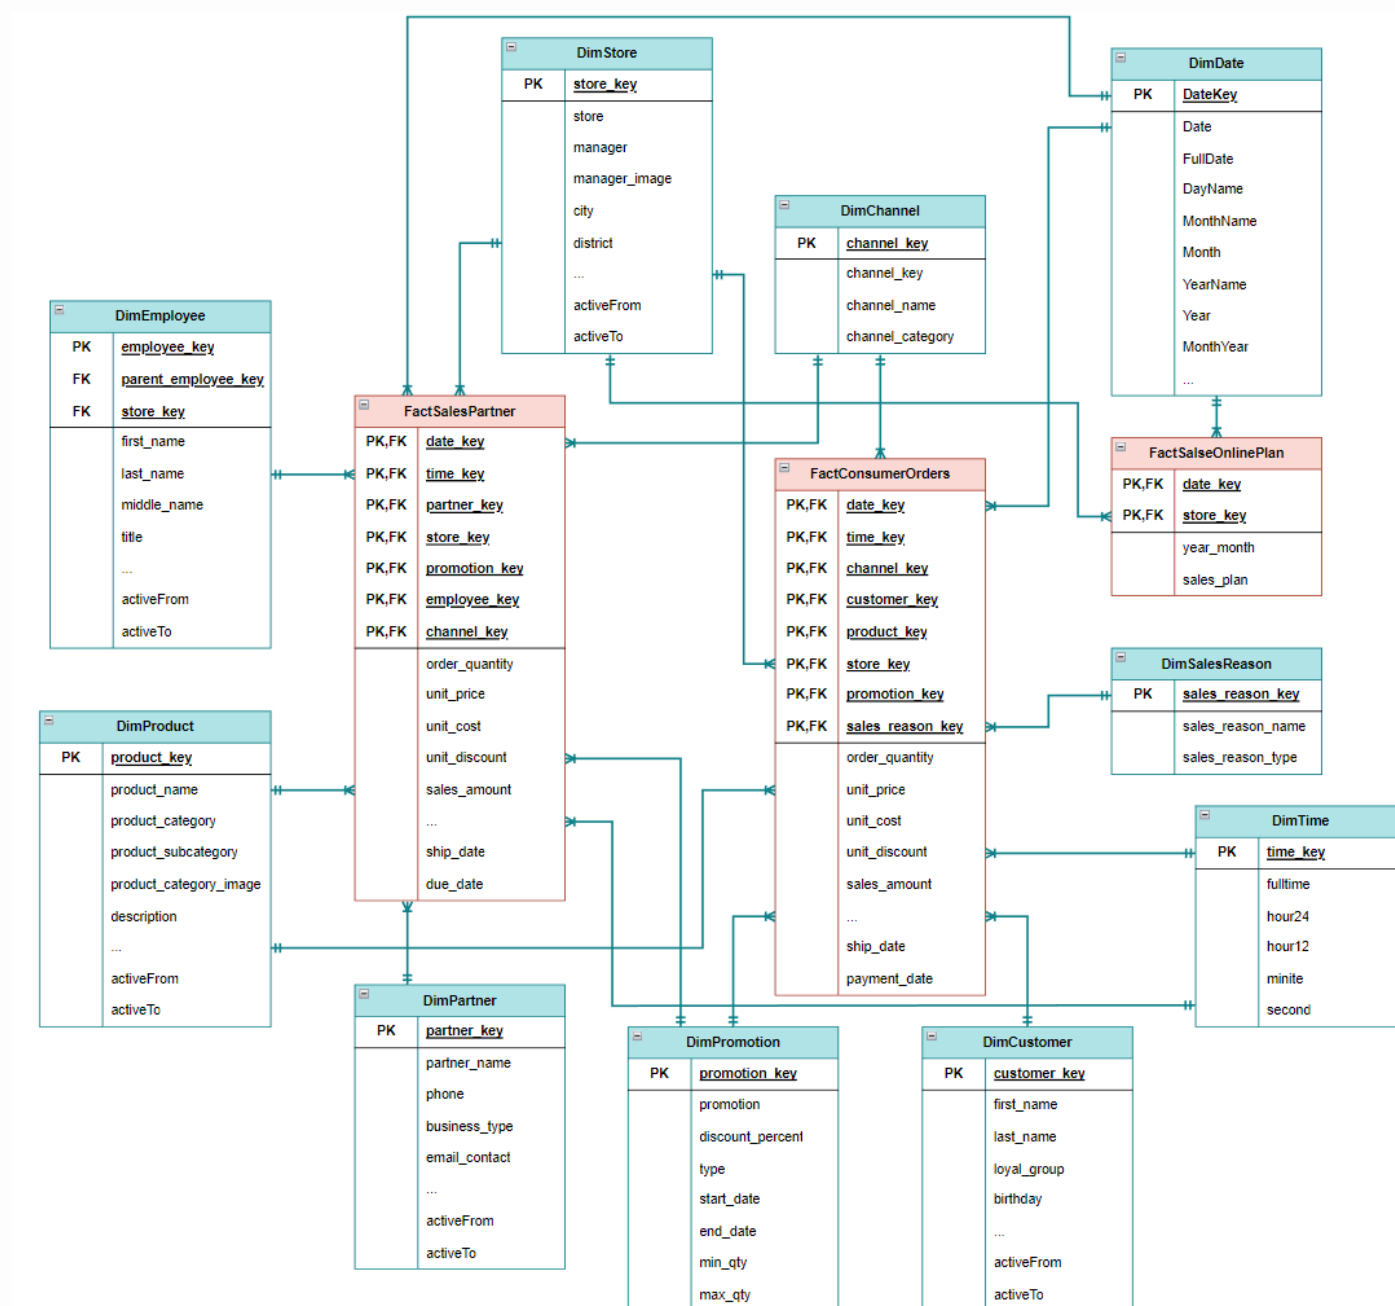 DimStore
PK store_key
store
manager
manager_image
city
district
...
activeFrom
activeTo
DimDate
PK DateKey
Date
FullDate
DayName
MonthName
Month
YearName
Year
MonthYear
...
DimChannel
PK channel_key
channel_key
channel_name
channel_category
DimEmployee
PK employee_key
FK parent_employee_key
FK store_key
first_name
last_name
middle_name
title
...
activeFrom
activeTo
FactSalesPartner
PK,FK date_key
PK,FK time_key
PK,FK partner_key
PK,FK store_key
PK,FK promotion_key
PK,FK employee_key
PK,FK channel_key
order_quantity
unit_price
unit_cost
unit_discount
sales_amount
...
ship_date
due_date
FactConsumerOrders
PK,FK date_key
PK,FK time_key
PK,FK channel_key
PK,FK customer_key
PK,FK product_key
PK,FK store_key
PK,FK promotion_key
PK,FK sales_reason_key
order_quantity
unit_price
unit_cost
unit_discount
sales_amount
...
ship_date
payment_date
FactSalseOnlinePlan
PK,FK date_key
PK,FK store_key
year_month
sales_plan
DimSalesReason
PK sales_reason_key
sales_reason_name
sales_reason_type
DimProduct
PK product_key
product_name
product_category
product_subcategory
product_category_image
description
...
activeFrom
activeTo
DimTime
PK time_key
fulltime
hour24
hour12
minite
second
DimPartner
PK partner_key
partner_name
phone
business_type
email_contact
...
activeFrom
activeTo
DimPromotion
PK promotion_key
promotion
discount_percent
type
start_date
end_date
min_qty
max_qty
DimCustomer
PK customer_key
first_name
last_name
loyal_group
birthday
...
activeFrom
activeTo